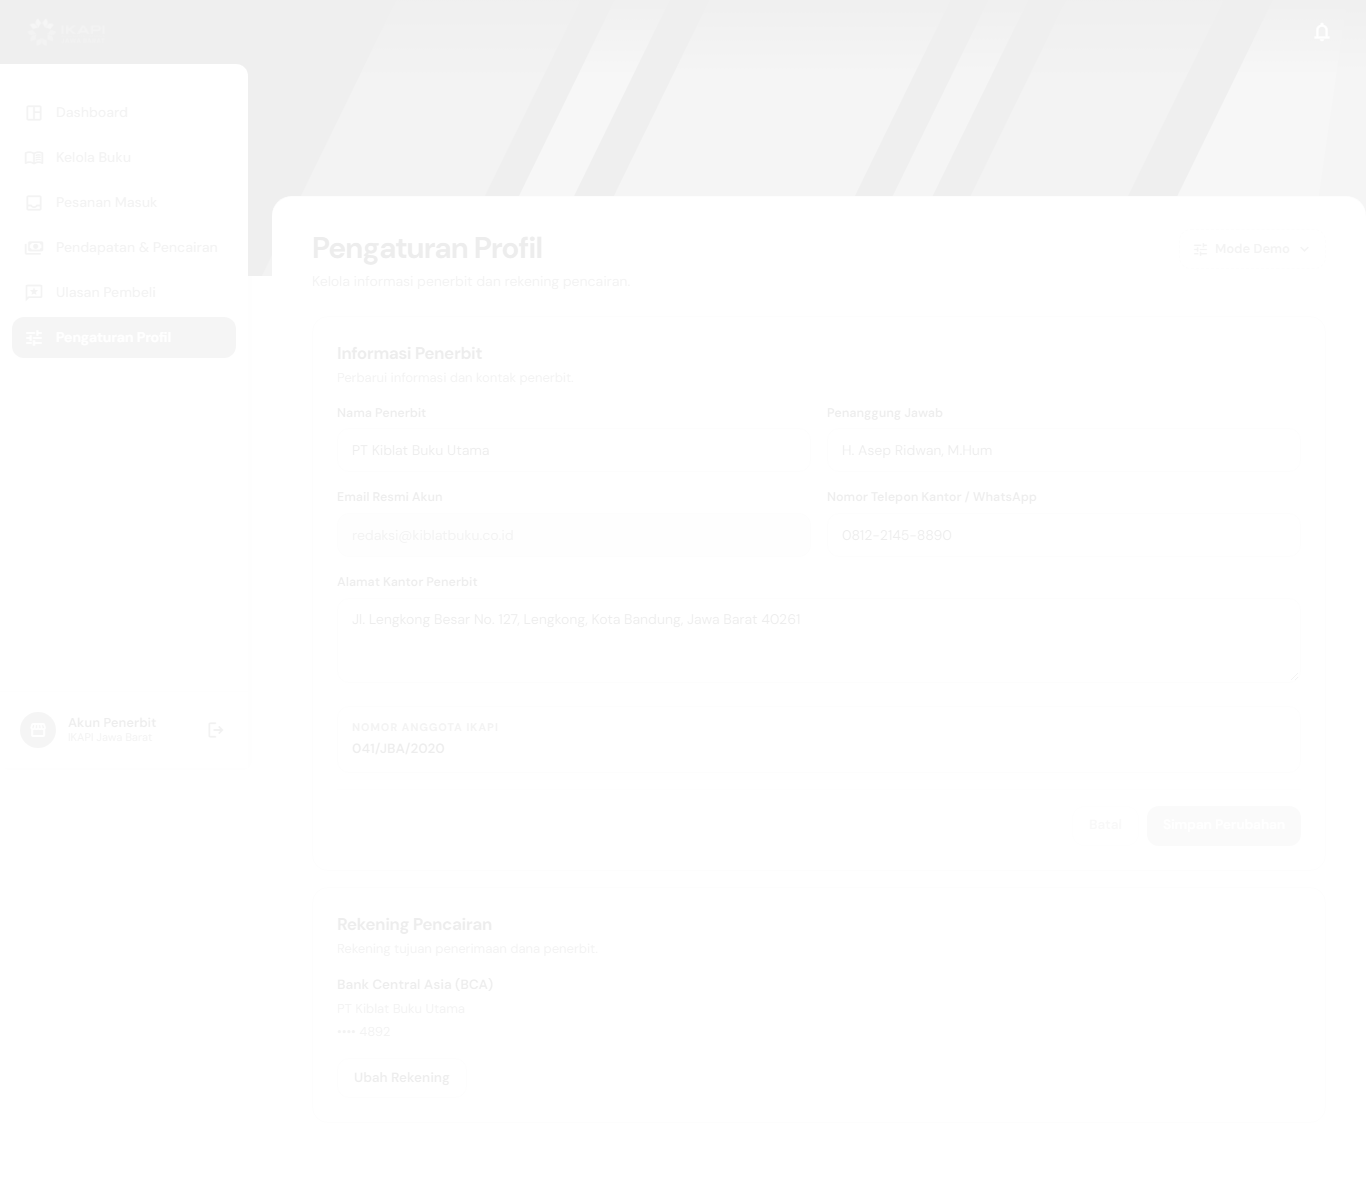 IKAPI
Dashboard
Kelola Buku
Pesanan Masuk
Pendapatan & Pencairan
Ulasan Pembeli
Pengaturan Profil
Akun Penerbit
IKAPI Jawa Barat
Pengaturan Profil
Mode Demo
Kelola informasi penerbit dan rekening pencairan.
Informasi Penerbit
Perbarui informasi dan kontak penerbit.
Nama Penerbit
Penanggung Jawab
PT Kiblat Buku Utama
H. Asep Ridwan, M.Hum
Email Resmi Akun
Nomor Telepon Kantor / WhatsApp
redaksi@kiblatbuku.co.id
0812-2145-8890
Alamat Kantor Penerbit
Jl. Lengkong Besar No. 127, Lengkong, Kota Bandung, Jawa Barat 40261
NOMOR ANGGOTA IKAPI
041/JBA/2020
Batal
Simpan Perubahan
Rekening Pencairan
Rekening tujuan penerimaan dana penerbit.
Bank Central Asia (BCA)
PT Kiblat Buku Utama
•••• 4892
Ubah Rekening